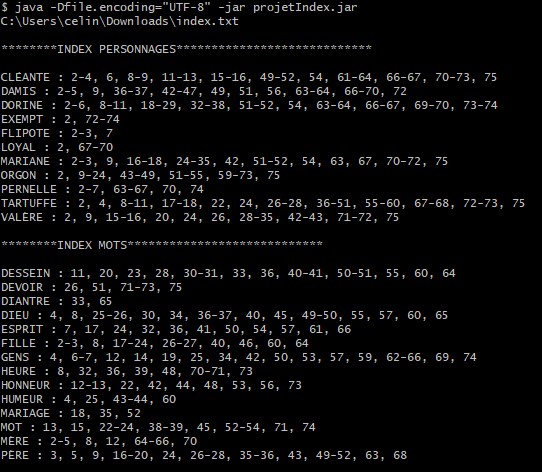 $ java -Dfile.encoding="UTF-8" -jar projetIndex.jar
C:\Users\celin\Downloads\index.txt
********INDEX PERSONNAGES****************************
CLÉANTE : 2-4, 6, 8-9, 11-13, 15-16, 49-52, 54, 61-64, 66-67, 70-73, 75
DAMIS : 2-5, 9, 36-37, 42-47, 49, 51, 56, 63-64, 66-70, 72
DORINE : 2-6, 8-11, 18-29, 32-38, 51-52, 54, 63-64, 66-67, 69-70, 73-74
EXEMPT : 2, 72-74
FLIPOTE : 2-3, 7
LOYAL : 2, 67-70
MARIANE : 2-3, 9, 16-18, 24-35, 42, 51-52, 54, 63, 67, 70-72, 75
ORGON : 2, 9-24, 43-49, 51-55, 59-73, 75
PERNELLE : 2-7, 63-67, 70, 74
TARTUFFE : 2, 4, 8-11, 17-18, 22, 24, 26-28, 36-51, 55-60, 67-68, 72-73, 75
VALÈRE : 2, 9, 15-16, 20, 24, 26, 28-35, 42-43, 71-72, 75
********INDEX MOTS****************************
DESSEIN : 11, 20, 23, 28, 30-31, 33, 36, 40-41, 50-51, 55, 60, 64
DEVOIR : 26, 51, 71-73, 75
DIANTRE : 33, 65
DIEU : 4, 8, 25-26, 30, 34, 36-37, 40, 45, 49-50, 55, 57, 60, 65
ESPRIT : 7, 17, 24, 32, 36, 41, 50, 54, 57, 61, 66
FILLE : 2-3, 8, 17-24, 26-27, 40, 46, 60, 64
GENS : 4, 6-7, 12, 14, 19, 25, 34, 42, 50, 53, 57, 59, 62-66, 69, 74
HEURE : 8, 32, 36, 39, 48, 70-71, 73
HONNEUR : 12-13, 22, 42, 44, 48, 53, 56, 73
HUMEUR : 4, 25, 43-44, 60
MARIAGE : 18, 35, 52
MOT : 13, 15, 22-24, 38-39, 45, 52-54, 71, 74
MÈRE : 2-5, 8, 12, 64-66, 70
PÈRE : 3, 5, 9, 16-20, 24, 26-28, 35-36, 43, 49-52, 63, 68